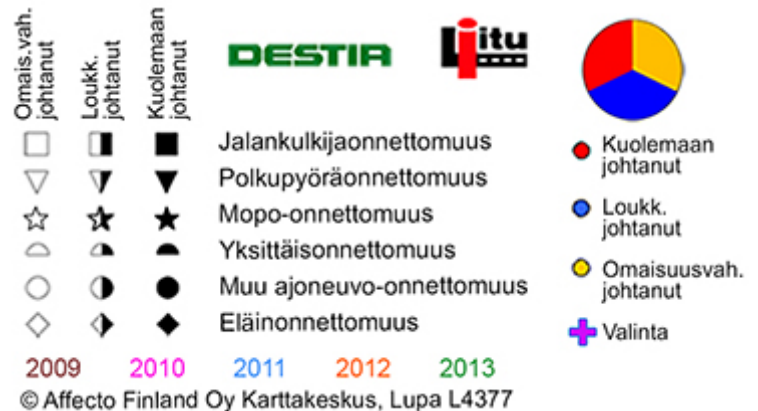 Omais.vah.
johtanut
Loukk.
johtanut
Kuolemaan
johtanut
DESTIA
Liitu
Jalankulkijaonnettomuus
Polkupyöräonnettomuus
Mopo-onnettomuus
Yksittäisonnettomuus
Muu ajoneuvo-onnettomuus
Eläinonnettomuus
2009 2010 2011 2012 2013
© Affecto Finland Oy Karttakeskus, Lupa L4377
Kuolemaan
johtanut
Loukk.
johtanut
Omaisuusvah.
johtanut
Valinta